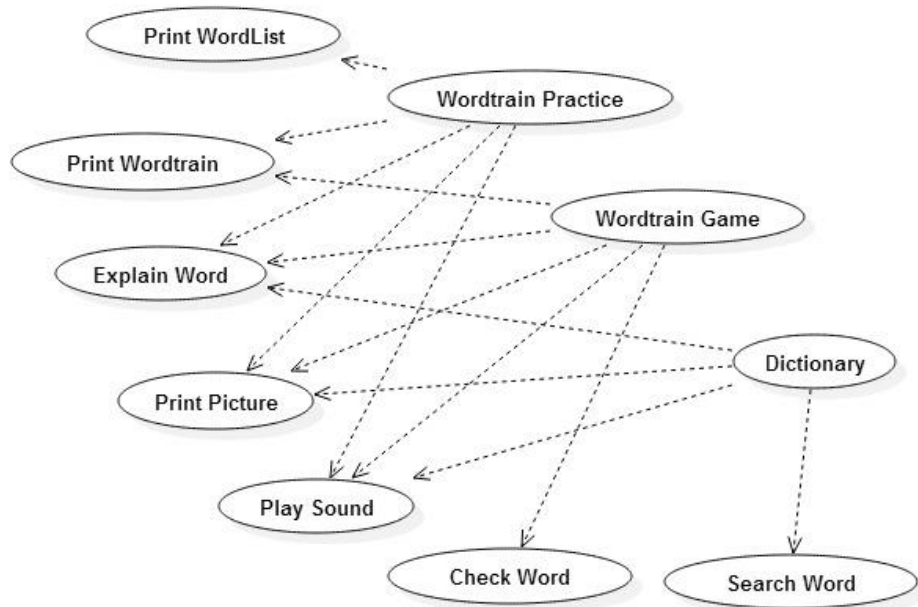 Print WordList
Wordtrain Practice
Print Wordtrain
Wordtrain Game
Explain Word
Dictionary
Print Picture
Play Sound
Check Word
Search Word